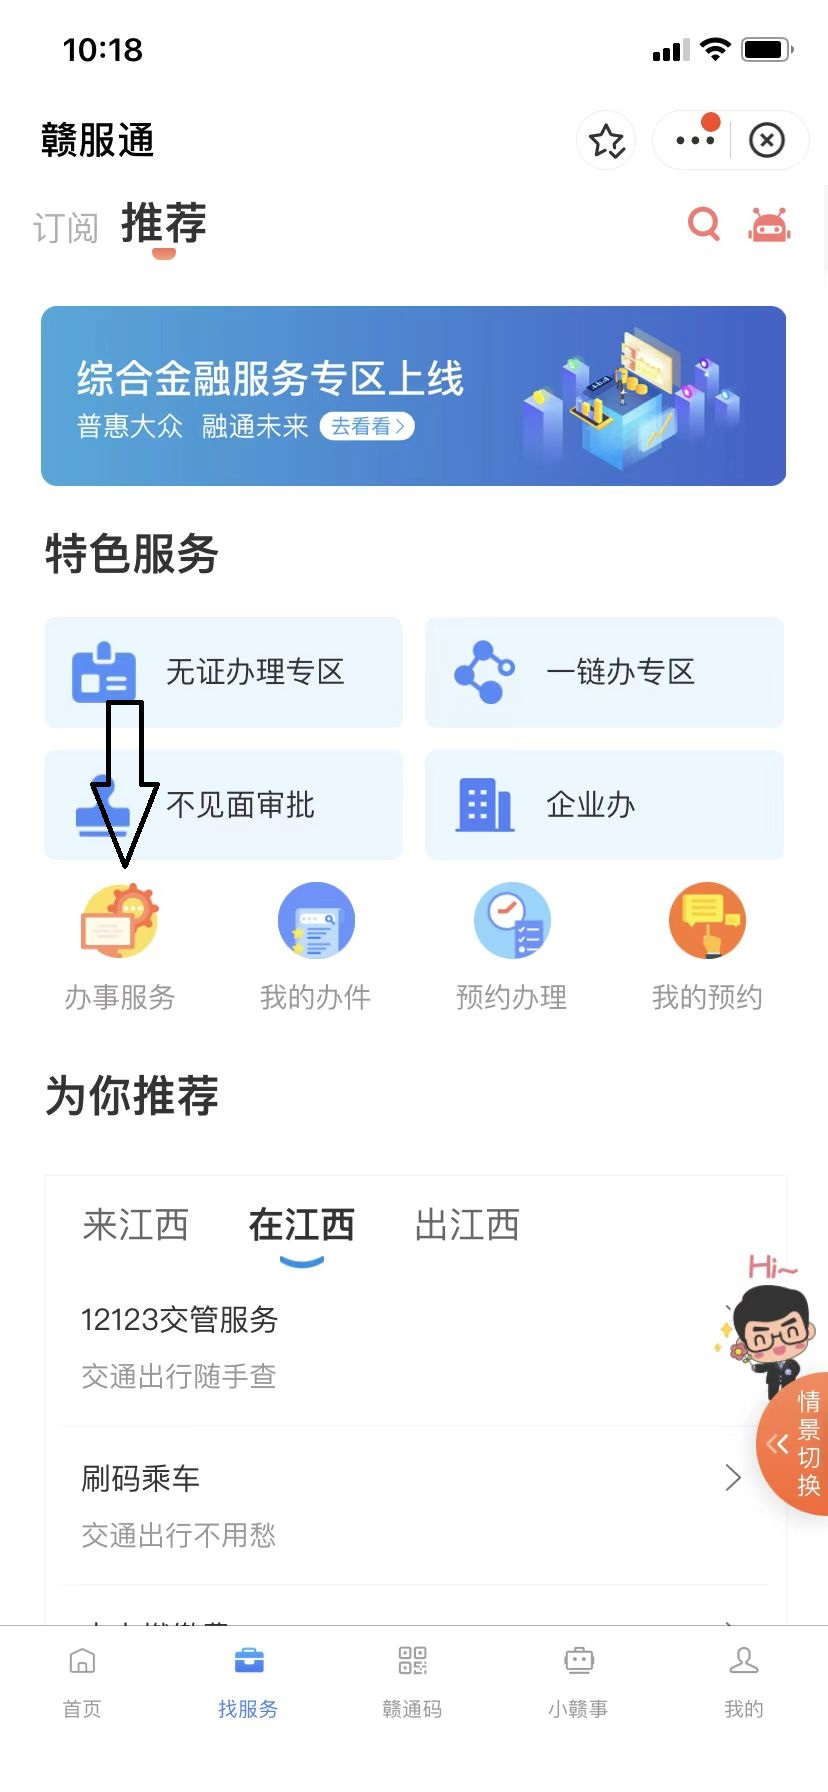 10:18
赣服通
订阅 推荐
综合金融服务专区上线
普惠大众 融通未来 去看看
特色服务
无证办理专区
一链办专区
不见面审批
企业办
办事服务 我的办件 预约办理 我的预约
为你推荐
来江西 在江西 出江西
Hi~
12123交管服务
交通出行随手查
情景切换
刷码乘车
交通出行不用愁
首页 找服务 赣通码 小赣事 我的